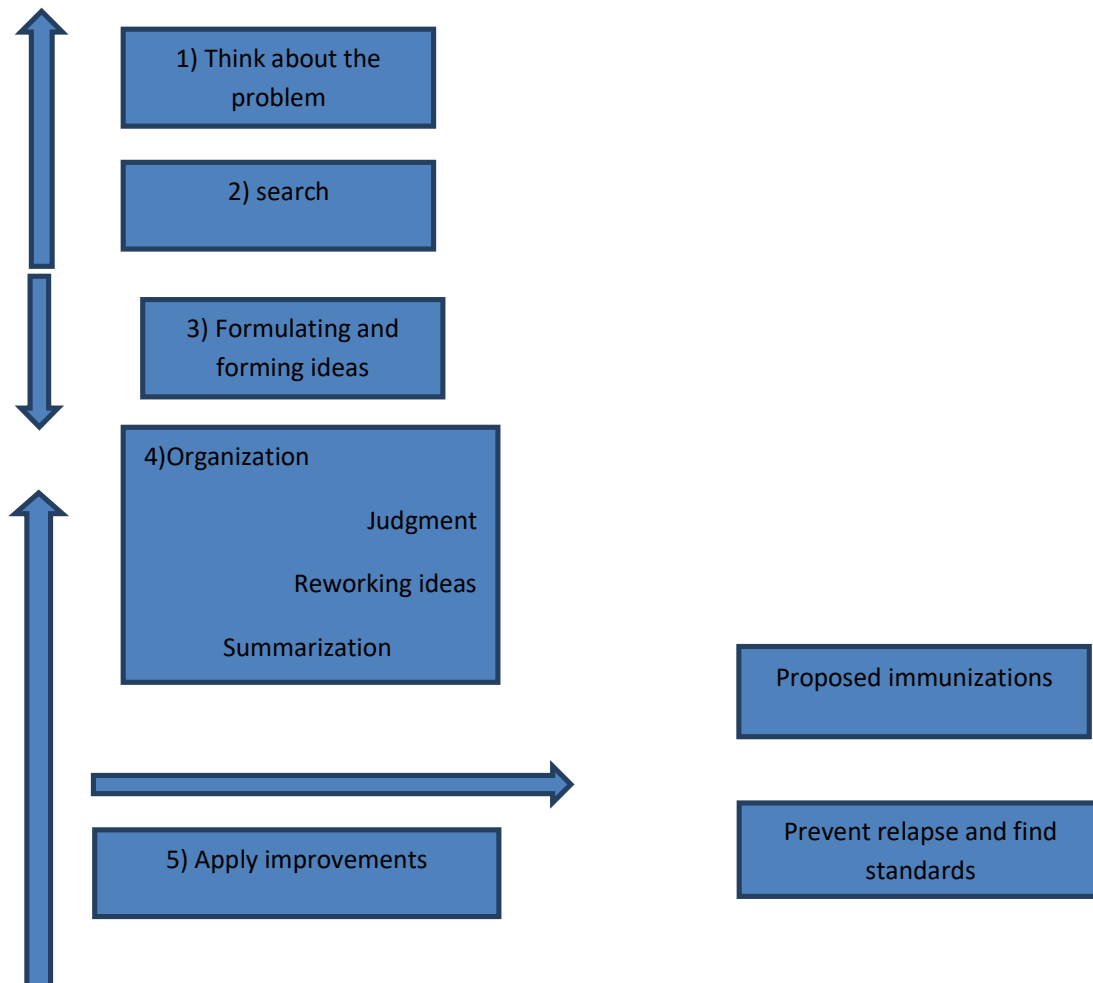 1) Think about the
problem
2) search
3) Formulating and
forming ideas
4)Organization
Judgment
Reworking ideas
Summarization
Proposed immunizations
5) Apply improvements
Prevent relapse and find
standards